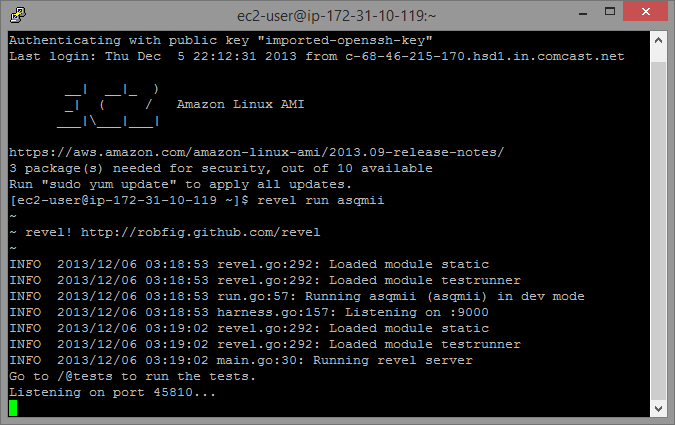 ec2-user@ip-172-31-10-119:~
Authenticating with public key "imported-openssh-key"
Last login: Thu Dec  5 22:12:31 2013 from c-68-46-215-170.hsd1.in.comcast.net
       __|  __|_  )
       _|  (     /   Amazon Linux AMI
      ___|\___|___|
https://aws.amazon.com/amazon-linux-ami/2013.09-release-notes/
3 package(s) needed for security, out of 10 available
Run "sudo yum update" to apply all updates.
[ec2-user@ip-172-31-10-119 ~]$ revel run asqmii
~
~ revel! http://robfig.github.com/revel
~
INFO  2013/12/06 03:18:53 revel.go:292: Loaded module static
INFO  2013/12/06 03:18:53 revel.go:292: Loaded module testrunner
INFO  2013/12/06 03:18:53 run.go:57: Running asqmii (asqmii) in dev mode
INFO  2013/12/06 03:18:53 harness.go:157: Listening on :9000
INFO  2013/12/06 03:19:02 revel.go:292: Loaded module static
INFO  2013/12/06 03:19:02 revel.go:292: Loaded module testrunner
INFO  2013/12/06 03:19:02 main.go:30: Running revel server
Go to /@tests to run the tests.
Listening on port 45810...